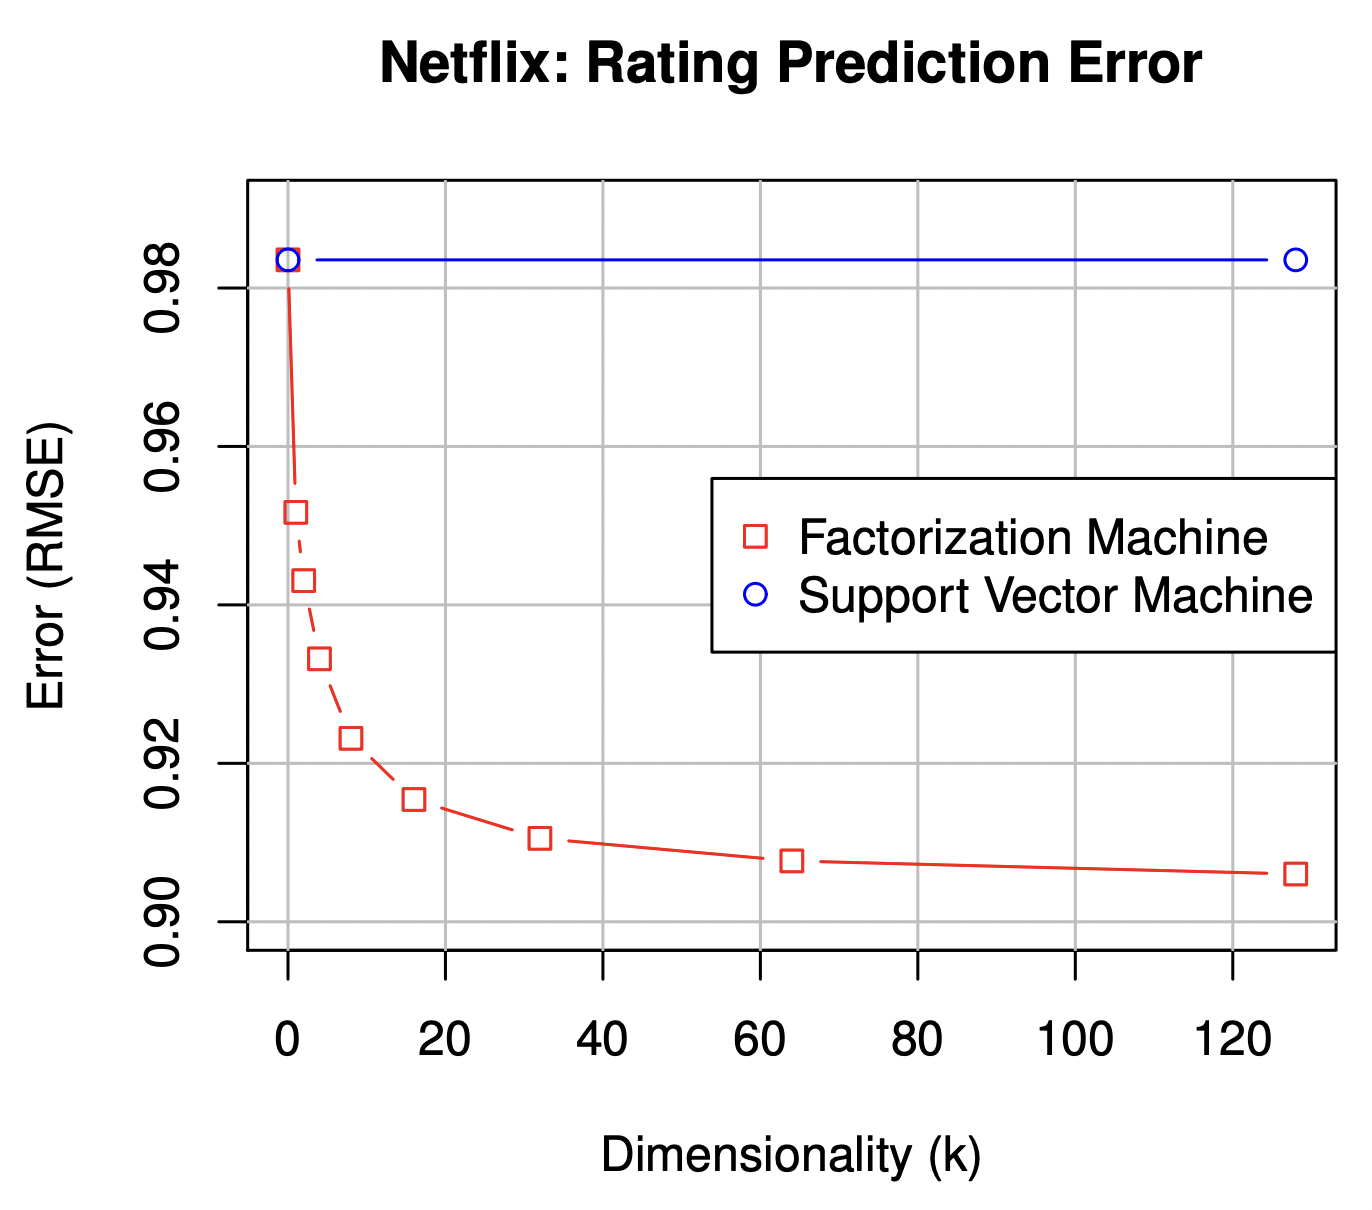 Netflix: Rating Prediction Error
Error (RMSE)
0.98
0.96
0.94
0.92
0.90
Factorization Machine
Support Vector Machine
0 20 40 60 80 100 120
Dimensionality (k)